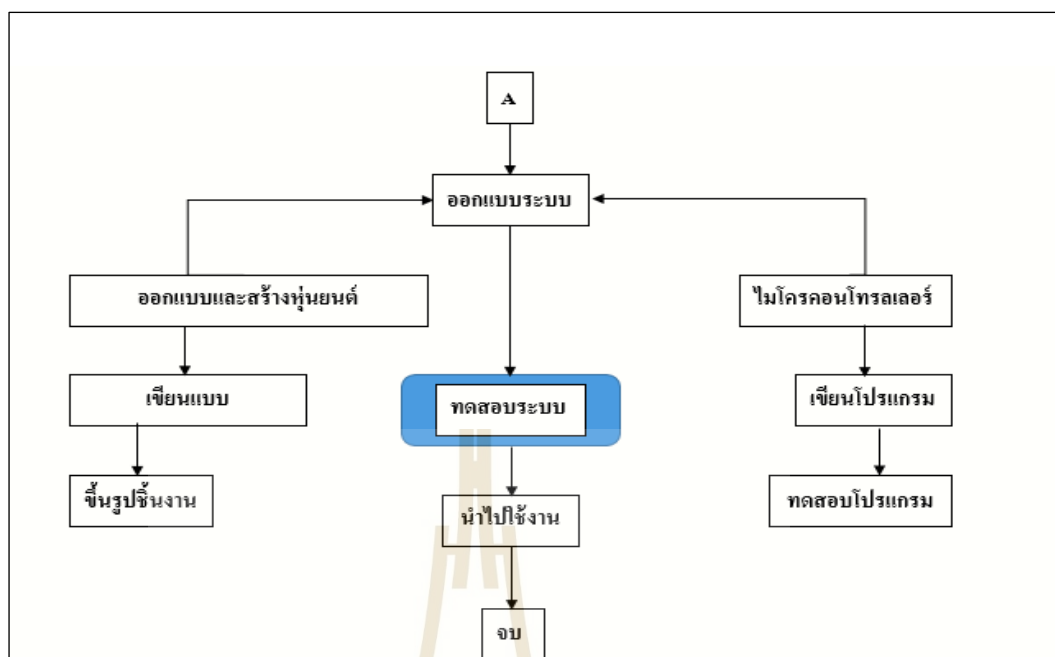 A
ออกแบบระบบ
ออกแบบและสร้างหุ่นยนต์
ไมโครคอนโทรลเลอร์
เขียนแบบ
ทดสอบระบบ
เขียนโปรแกรม
ขึ้นรูปชิ้นงาน
นำไปใช้งาน
ทดสอบโปรแกรม
จบ